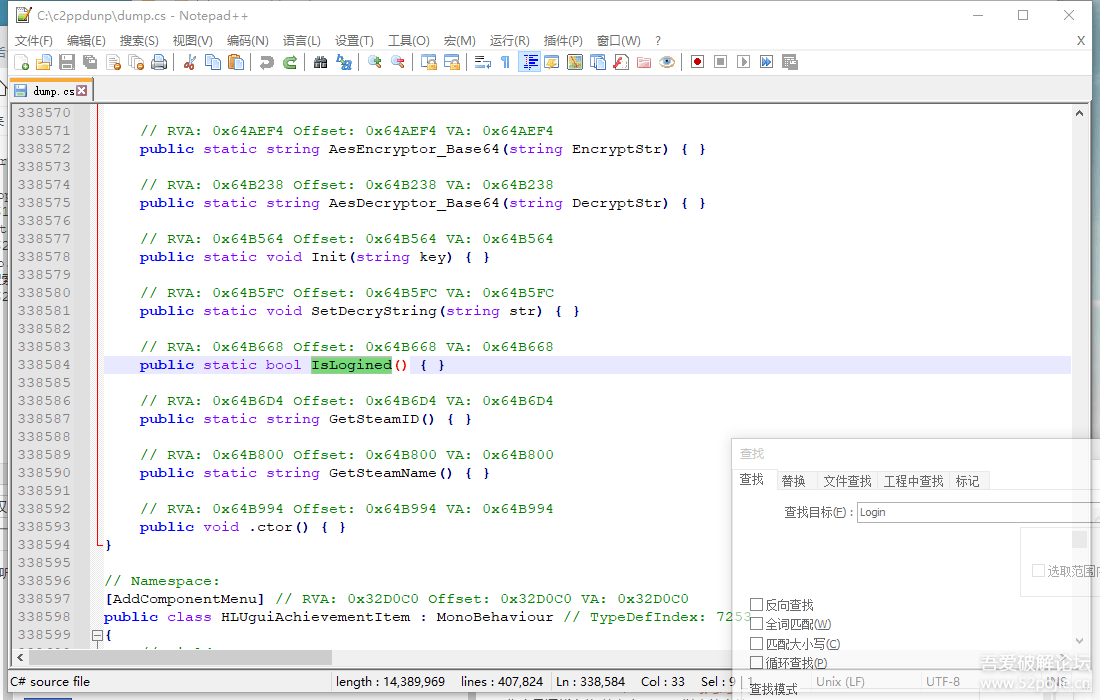 C:\c2ppdunp\dump.cs - Notepad++
文件(F) 编辑(E) 搜索(S) 视图(V) 编码(N) 语言(L) 设置(T) 工具(O) 宏(M) 运行(R) 插件(P) 窗口(W) ? X
dump.cs
338570
338571 // RVA: 0x64AEF4 Offset: 0x64AEF4 VA: 0x64AEF4
338572 public static string AesEncryptor_Base64(string EncryptStr) { }
338573
338574 // RVA: 0x64B238 Offset: 0x64B238 VA: 0x64B238
338575 public static string AesDecryptor_Base64(string DecryptStr) { }
338576
338577 // RVA: 0x64B564 Offset: 0x64B564 VA: 0x64B564
338578 public static void Init(string key) { }
338579
338580 // RVA: 0x64B5FC Offset: 0x64B5FC VA: 0x64B5FC
338581 public static void SetDecryString(string str) { }
338582
338583 // RVA: 0x64B668 Offset: 0x64B668 VA: 0x64B668
338584 public static bool IsLogined() { }
338585
338586 // RVA: 0x64B6D4 Offset: 0x64B6D4 VA: 0x64B6D4
338587 public static string GetSteamID() { }
338588
338589 // RVA: 0x64B800 Offset: 0x64B800 VA: 0x64B800
338590 public static string GetSteamName() { }
338591
338592 // RVA: 0x64B994 Offset: 0x64B994 VA: 0x64B994
338593 public void .ctor() { }
338594 }
338595
338596 // Namespace:
338597 [AddComponentMenu] // RVA: 0x32D0C0 Offset: 0x32D0C0 VA: 0x32D0C0
338598 public class HLUguiAchievementItem : MonoBehaviour // TypeDefIndex: 7253
338599 {
查找
查找 替换 文件查找 工程中查找 标记
查找目标(F) : Login
选取范围内
反向查找
全词匹配(W)
匹配大小写(C)
循环查找(P)
查找模式
C# source file length : 14,389,969 lines : 407,824 Ln : 338,584 Col : 33 Sel : 9 | 1 Unix (LF) UTF-8 INS
吾爱破解论坛
www.52pojie.cn